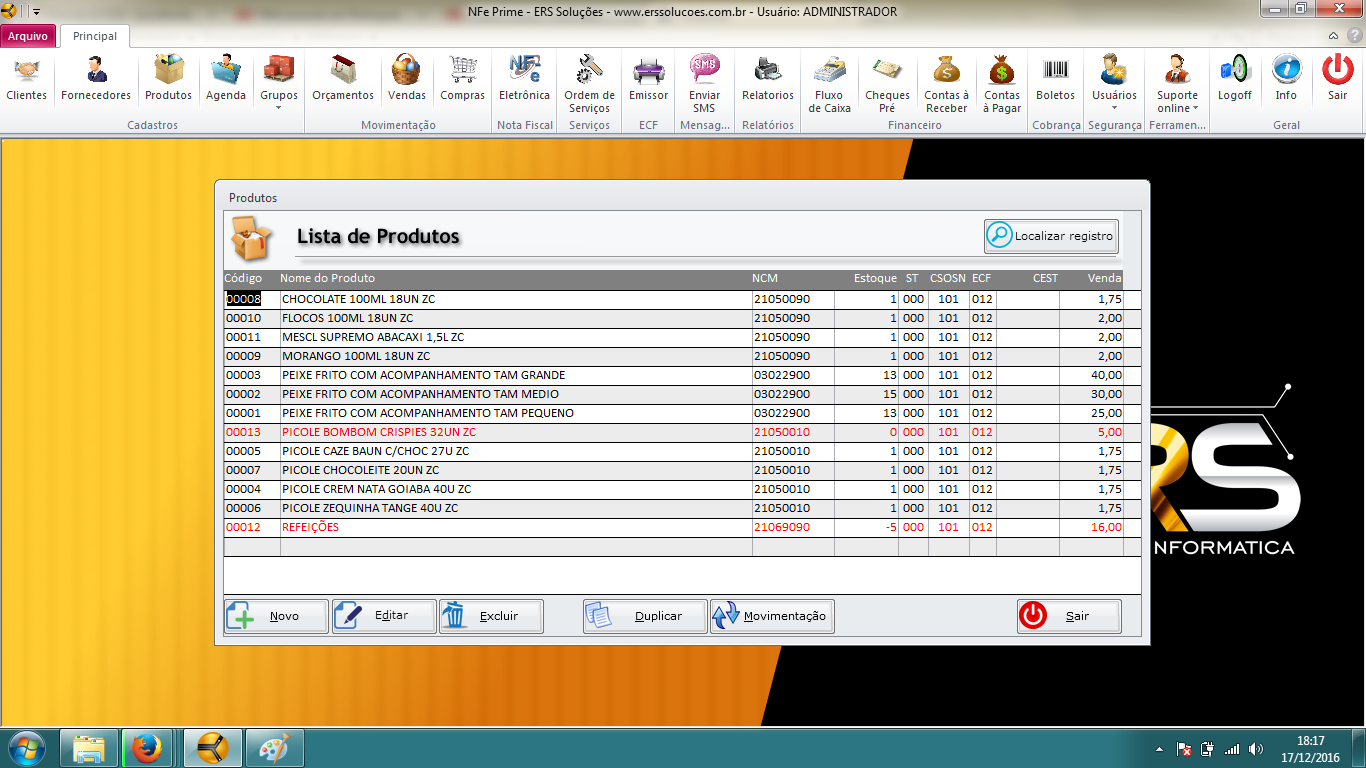 NFe Prime - ERS Soluções - www.erssolucoes.com.br - Usuário: ADMINISTRADOR
Arquivo Principal
Clientes Fornecedores Produtos Agenda Grupos Orçamentos Vendas Compras Eletrônica Ordem de Serviços Emissor Enviar SMS Relatorios Fluxo de Caixa Cheques Pré Contas à Receber Contas à Pagar Boletos Usuários Suporte online Logoff Info Sair
Cadastros Movimentação Nota Fiscal Serviços ECF Mensag... Relatórios Financeiro Cobrança Segurança Ferramen... Geral
Produtos
Lista de Produtos Localizar registro
Código Nome do Produto NCM Estoque ST CSOSN ECF CEST Venda
00008 CHOCOLATE 100ML 18UN ZC 21050090 1 000 101 012 1,75
00010 FLOCOS 100ML 18UN ZC 21050090 1 000 101 012 2,00
00011 MESCL SUPREMO ABACAXI 1,5L ZC 21050090 1 000 101 012 2,00
00009 MORANGO 100ML 18UN ZC 21050090 1 000 101 012 2,00
00003 PEIXE FRITO COM ACOMPANHAMENTO TAM GRANDE 03022900 13 000 101 012 40,00
00002 PEIXE FRITO COM ACOMPANHAMENTO TAM MEDIO 03022900 15 000 101 012 30,00
00001 PEIXE FRITO COM ACOMPANHAMENTO TAM PEQUENO 03022900 13 000 101 012 25,00
00013 PICOLE BOMBOM CRISPIES 32UN ZC 21050010 0 000 101 012 5,00
00005 PICOLE CAZE BAUN C/CHOC 27U ZC 21050010 1 000 101 012 1,75
00007 PICOLE CHOCOLEITE 20UN ZC 21050010 1 000 101 012 1,75
00004 PICOLE CREM NATA GOIABA 40U ZC 21050010 1 000 101 012 1,75
00006 PICOLE ZEQUINHA TANGE 40U ZC 21050010 1 000 101 012 1,75
00012 REFEIÇÕES 21069090 -5 000 101 012 16,00
Novo Editar Excluir Duplicar Movimentação Sair
RS
NFORMATICA
18:17
17/12/2016